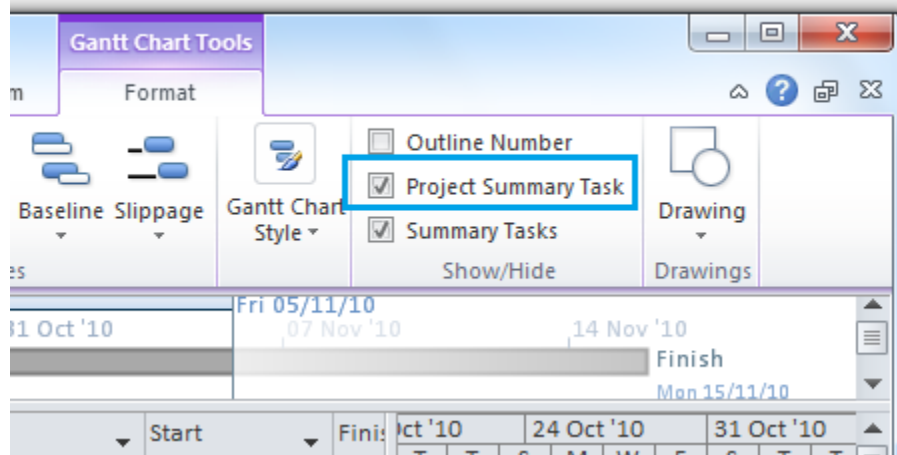 Gantt Chart Tools
m
Format
Outline Number
Project Summary Task
Summary Tasks
Baseline
Slippage
Gantt Chart
Style
Drawing
es
Show/Hide
Drawings
Fri 05/11/10
31 Oct '10
07 Nov '10
14 Nov '10
Finish
Mon 15/11/10
Start
Finis
Oct '10
24 Oct '10
31 Oct '10
T T S M W F S T T